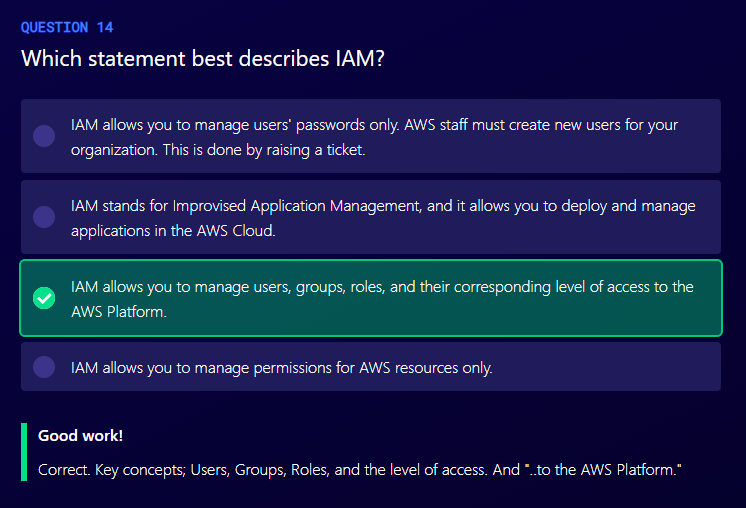 QUESTION 14
Which statement best describes IAM?
IAM allows you to manage users' passwords only. AWS staff must create new users for your
organization. This is done by raising a ticket.
IAM stands for Improvised Application Management, and it allows you to deploy and manage
applications in the AWS Cloud.
IAM allows you to manage users, groups, roles, and their corresponding level of access to the
AWS Platform.
IAM allows you to manage permissions for AWS resources only.
Good work!
Correct. Key concepts; Users, Groups, Roles, and the level of access. And "..to the AWS Platform."